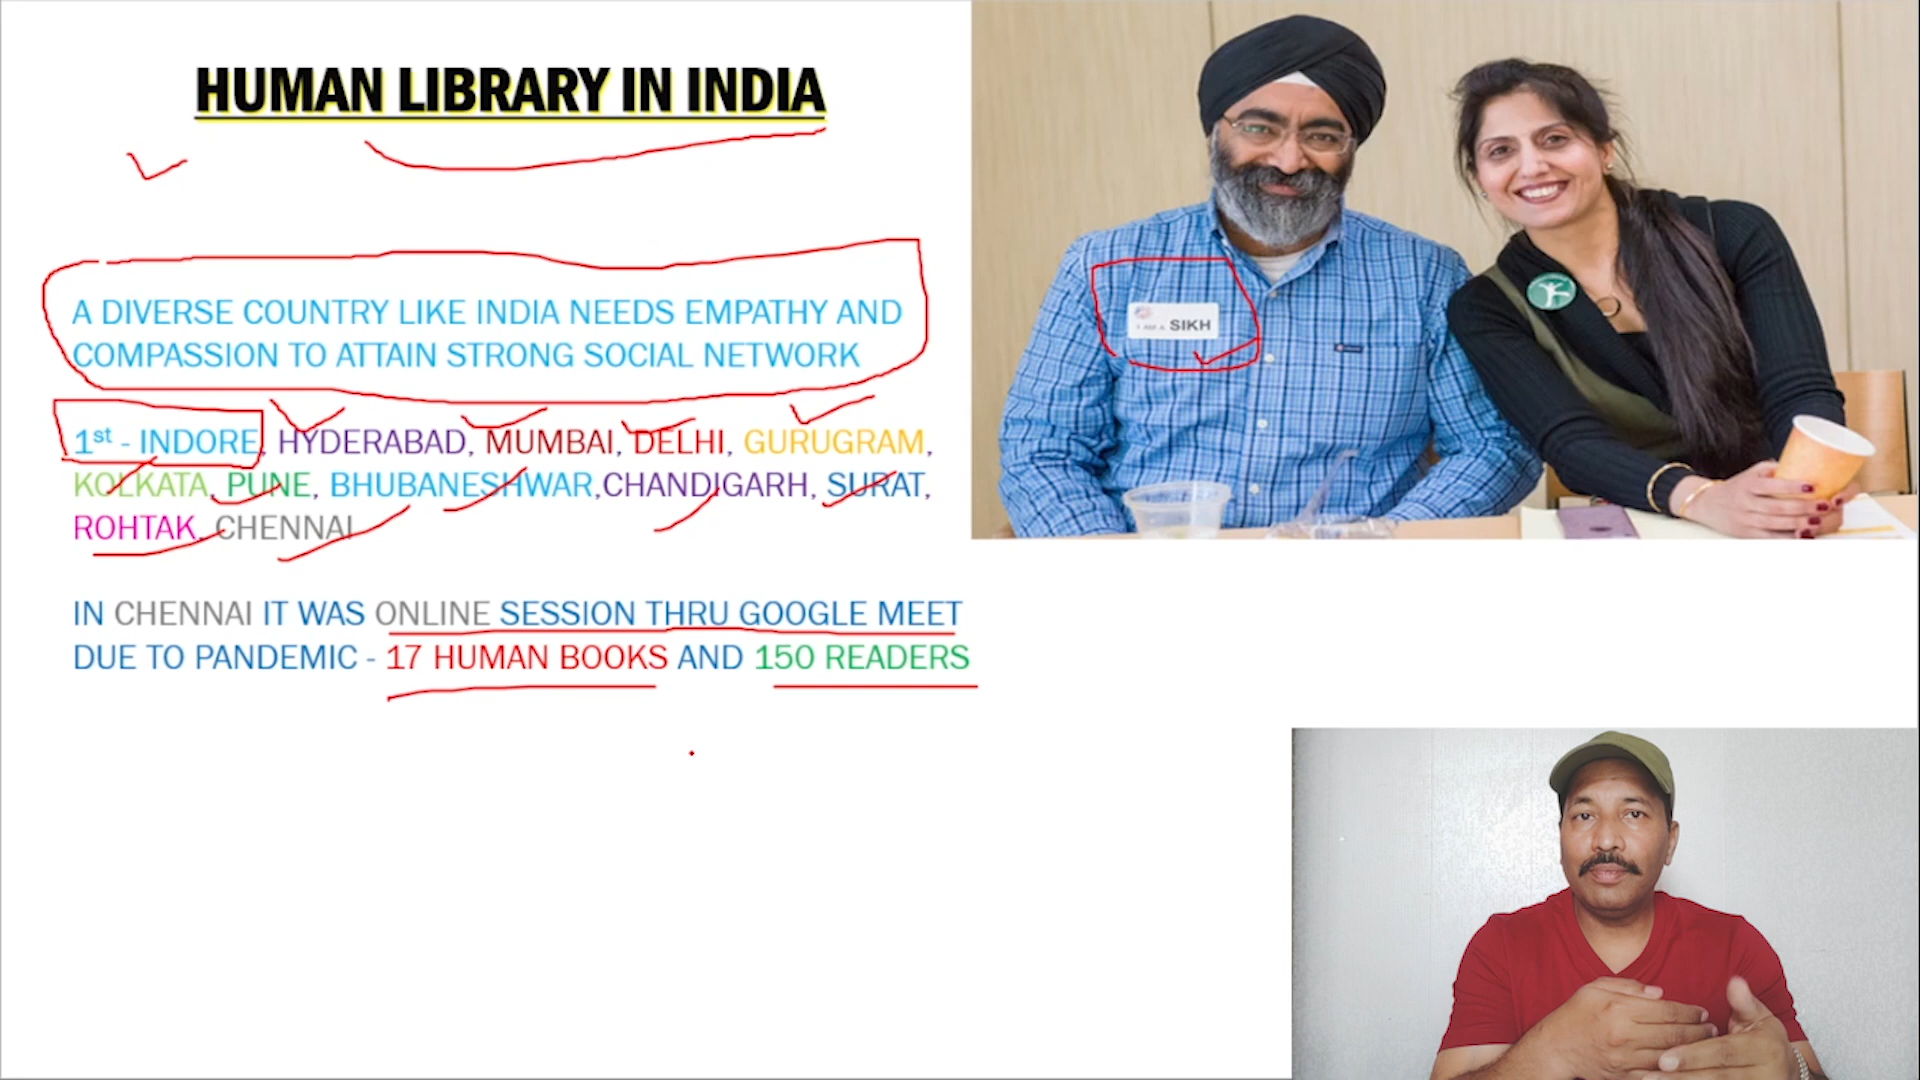 HUMAN LIBRARY IN INDIA
A DIVERSE COUNTRY LIKE INDIA NEEDS EMPATHY AND
COMPASSION TO ATTAIN STRONG SOCIAL NETWORK
1st - INDORE, HYDERABAD, MUMBAI, DELHI, GURUGRAM,
KOLKATA, PUNE, BHUBANESHWAR,CHANDIGARH, SURAT,
ROHTAK, CHENNAI
IN CHENNAI IT WAS ONLINE SESSION THRU GOOGLE MEET
DUE TO PANDEMIC - 17 HUMAN BOOKS AND 150 READERS
I AM A SIKH